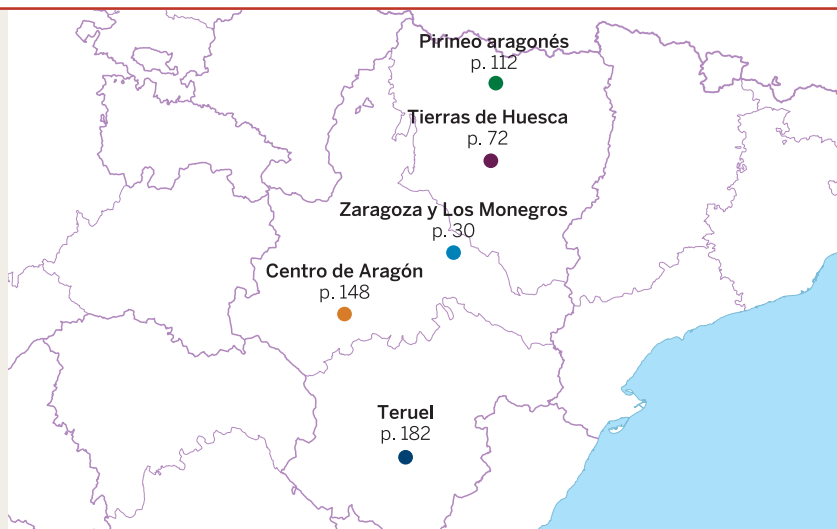 Pirineo aragonés
p. 112
Tierras de Huesca
p. 72
Zaragoza y Los Monegros
p. 30
Centro de Aragón
p. 148
Teruel
p. 182